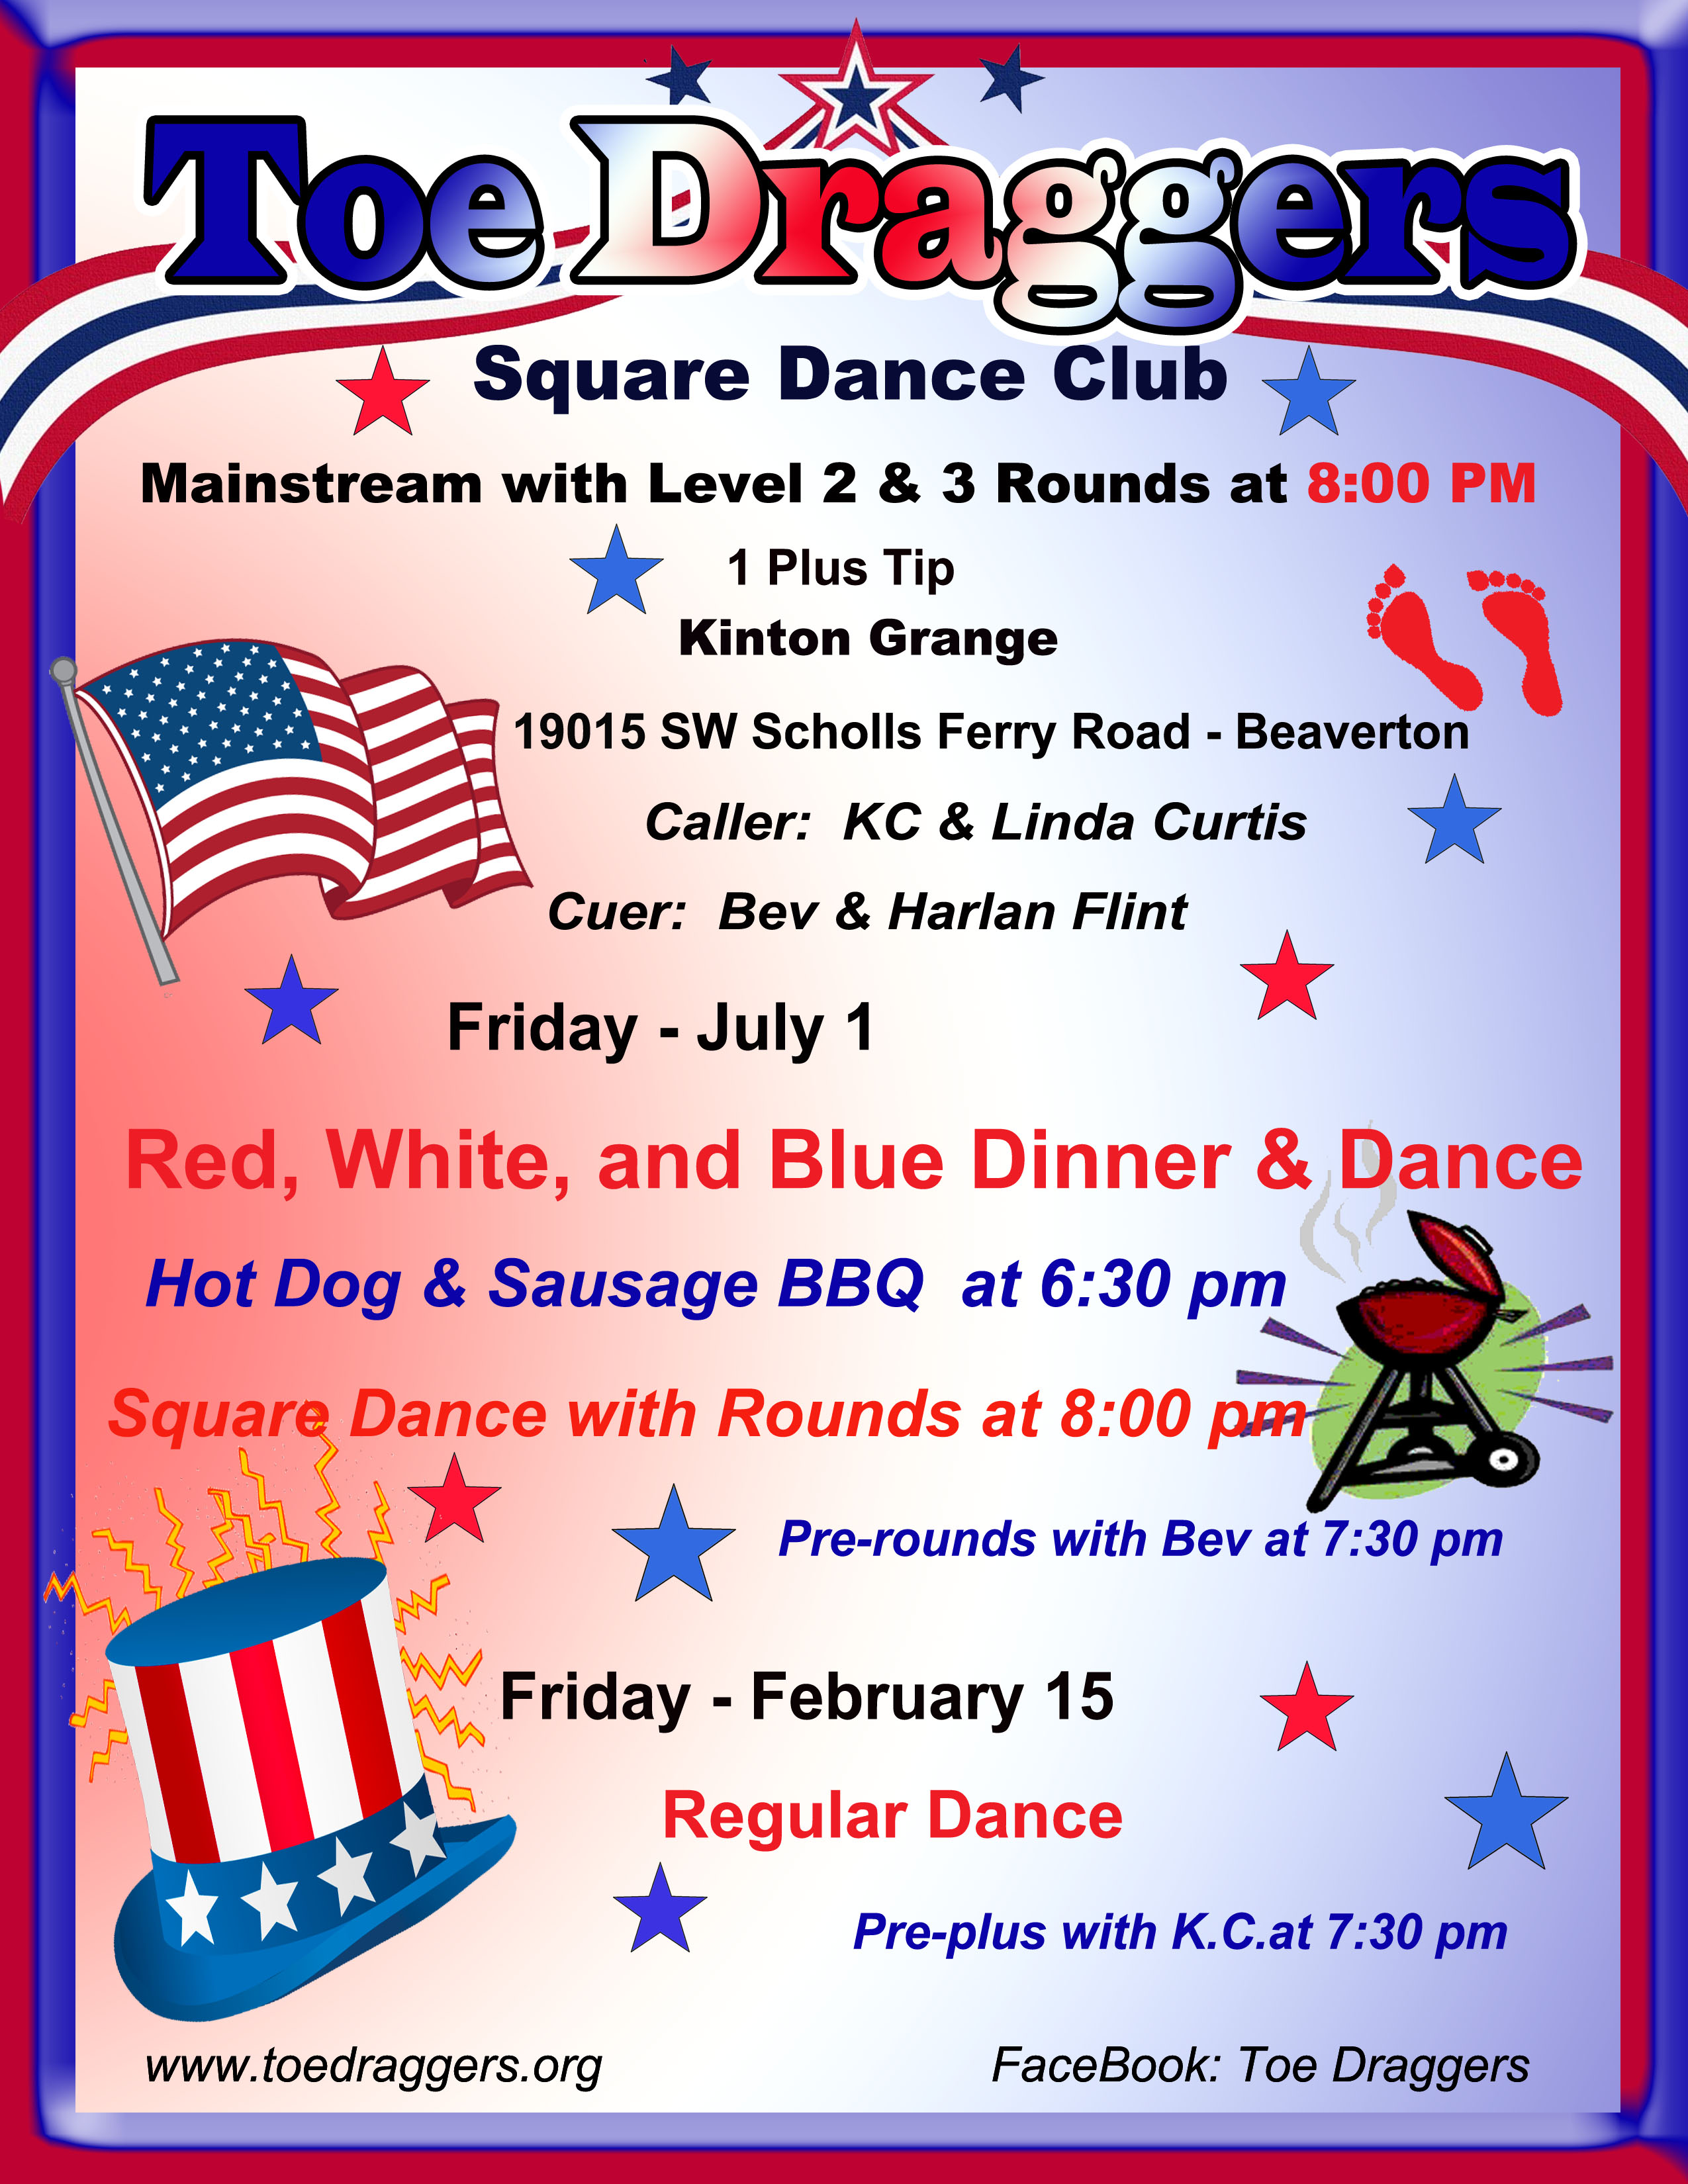 Toe Draggers
Square Dance Club
Mainstream with Level 2 & 3 Rounds at 8:00 PM
1 Plus Tip
Kinton Grange
19015 SW Scholls Ferry Road - Beaverton
Caller:  KC & Linda Curtis
Cuer:  Bev & Harlan Flint
Friday - July 1
Red, White, and Blue Dinner & Dance
Hot Dog & Sausage BBQ  at 6:30 pm
Square Dance with Rounds at 8:00 pm
Pre-rounds with Bev at 7:30 pm
Friday - February 15
Regular Dance
Pre-plus with K.C.at 7:30 pm
www.toedraggers.org
FaceBook: Toe Draggers